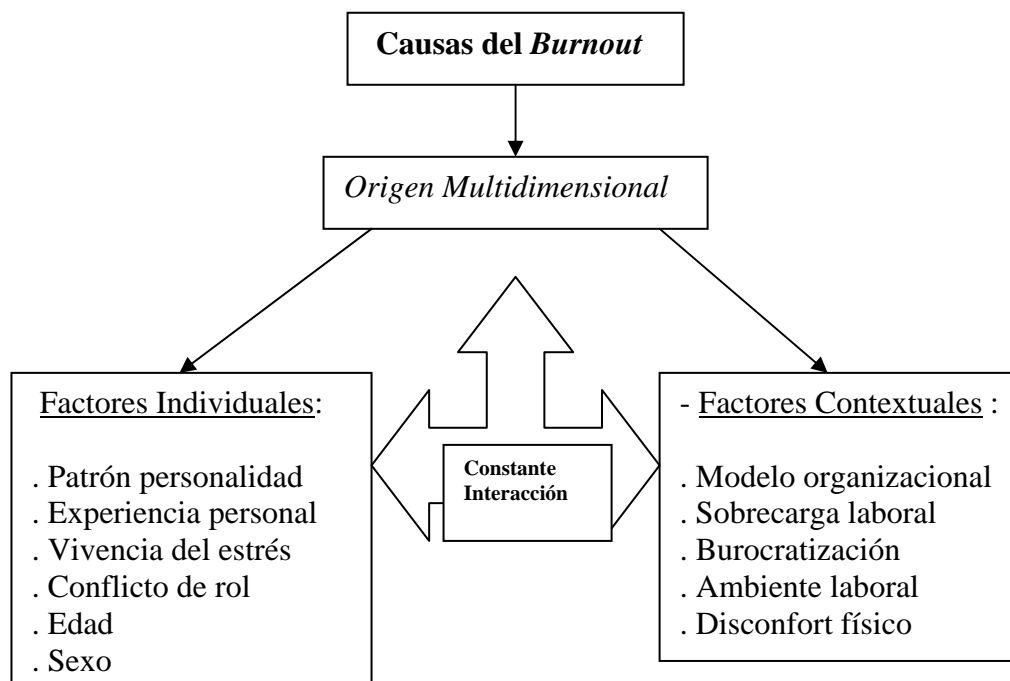 Causas del Burnout
Origen Multidimensional
Factores Individuales:
. Patrón personalidad
. Experiencia personal
. Vivencia del estrés
. Conflicto de rol
. Edad
. Sexo
Constante
Interacción
- Factores Contextuales :
. Modelo organizacional
. Sobrecarga laboral
. Burocratización
. Ambiente laboral
. Disconfort físico